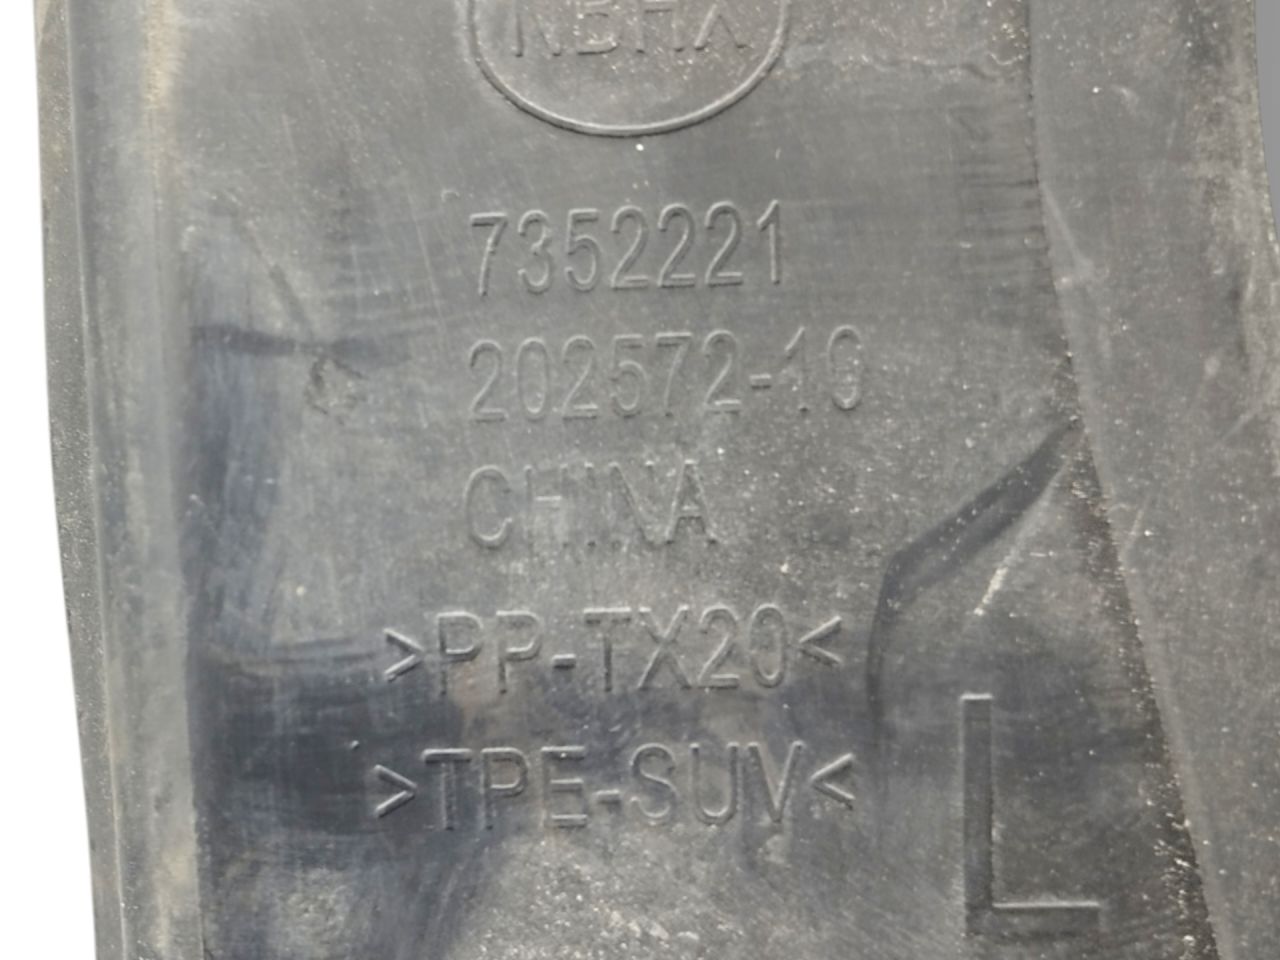 7352221
202572-10
CHINA
>PP-TX20<
>TPE-SUV<
L